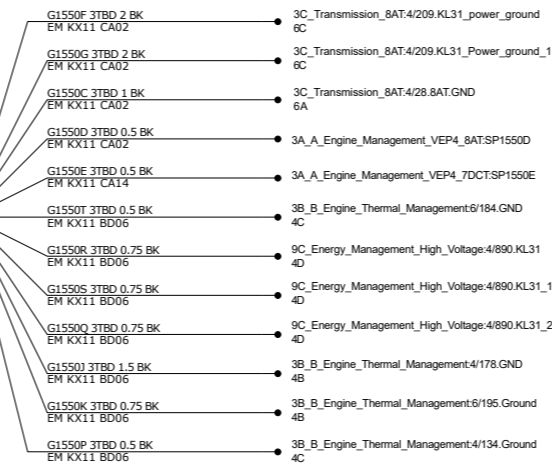 G1550F 3TBD 2 BK
EM KX11 CA02
3C_Transmission_8AT:4/209.KL31_power_ground
6C
G1550G 3TBD 2 BK
EM KX11 CA02
3C_Transmission_8AT:4/209.KL31_Power_ground_1
6C
G1550C 3TBD 1 BK
EM KX11 CA02
3C_Transmission_8AT:4/28.8AT.GND
6A
G1550D 3TBD 0.5 BK
EM KX11 CA02
3A_A_Engine_Management_VEP4_8AT:SP1550D
G1550E 3TBD 0.5 BK
EM KX11 CA14
3A_A_Engine_Management_VEP4_7DCT:SP1550E
G1550T 3TBD 0.5 BK
EM KX11 BD06
3B_B_Engine_Thermal_Management:6/184.GND
4C
G1550R 3TBD 0.75 BK
EM KX11 BD06
9C_Energy_Management_High_Voltage:4/890.KL31
4D
G1550S 3TBD 0.75 BK
EM KX11 BD06
9C_Energy_Management_High_Voltage:4/890.KL31_1
4D
G1550Q 3TBD 0.75 BK
EM KX11 BD06
9C_Energy_Management_High_Voltage:4/890.KL31_2
4D
G1550J 3TBD 1.5 BK
EM KX11 BD06
3B_B_Engine_Thermal_Management:4/178.GND
4B
G1550K 3TBD 0.75 BK
EM KX11 BD06
3B_B_Engine_Thermal_Management:6/195.Ground
4B
G1550P 3TBD 0.5 BK
EM KX11 BD06
3B_B_Engine_Thermal_Management:4/134.Ground
4C